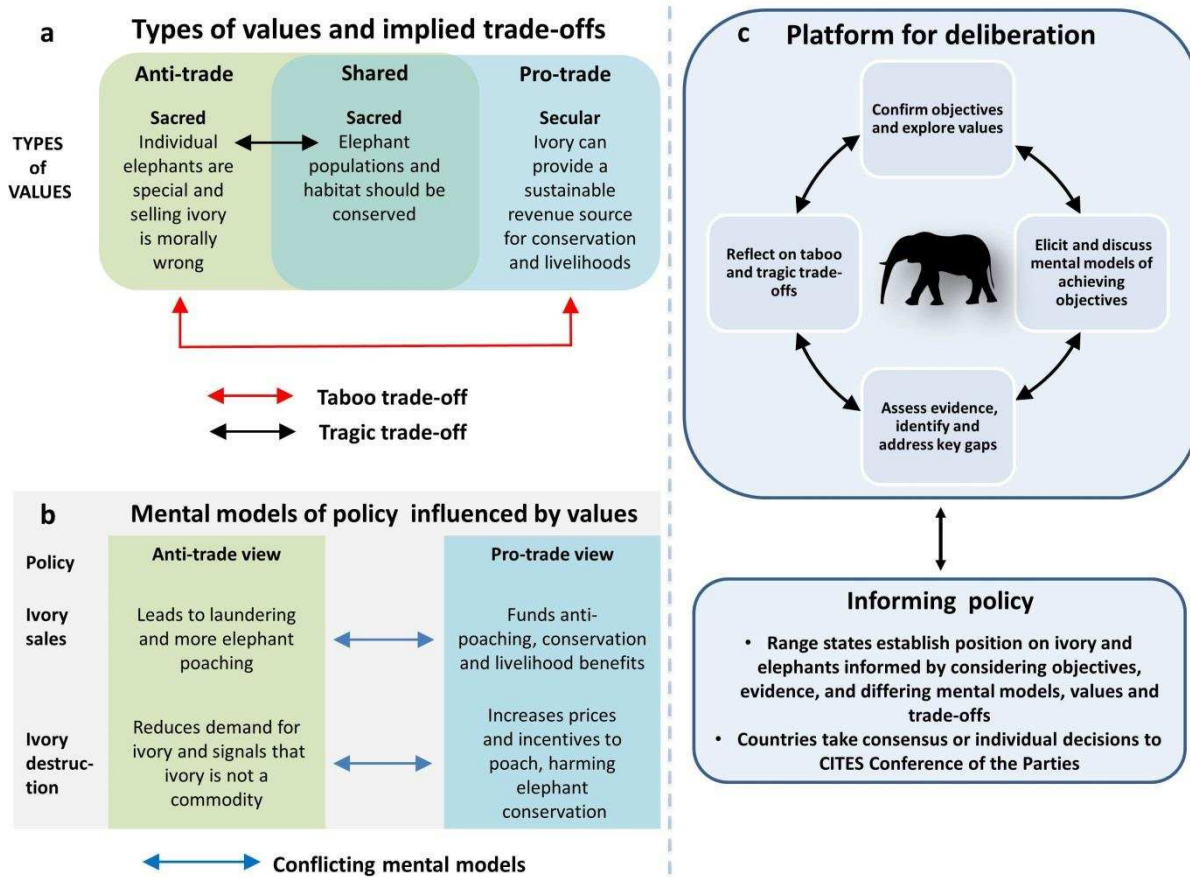 a
Types of values and implied trade-offs
Anti-trade
Shared
Pro-trade
TYPES
of
VALUES
Sacred
Individual
elephants are
special and
selling ivory
is morally
wrong
Sacred
Elephant
populations and
habitat should be
conserved
Secular
Ivory can
provide a
sustainable
revenue source
for conservation
and livelihoods
Taboo trade-off
Tragic trade-off
b
Mental models of policy influenced by values
Policy
Anti-trade view
Pro-trade view
Ivory
sales
Leads to laundering
and more elephant
poaching
Funds anti-
poaching, conservation
and livelihood benefits
Ivory
destruc-
tion
Reduces demand for
ivory and signals that
ivory is not a
commodity
Increases prices
and incentives to
poach, harming
elephant
conservation
Conflicting mental models
c
Platform for deliberation
Confirm objectives
and explore values
Reflect on taboo
and tragic trade-
offs
Elicit and discuss
mental models of
achieving
objectives
Assess evidence,
identify and
address key gaps
Informing policy
• Range states establish position on ivory and
elephants informed by considering objectives,
evidence, and differing mental models, values and
trade-offs
• Countries take consensus or individual decisions to
CITES Conference of the Parties